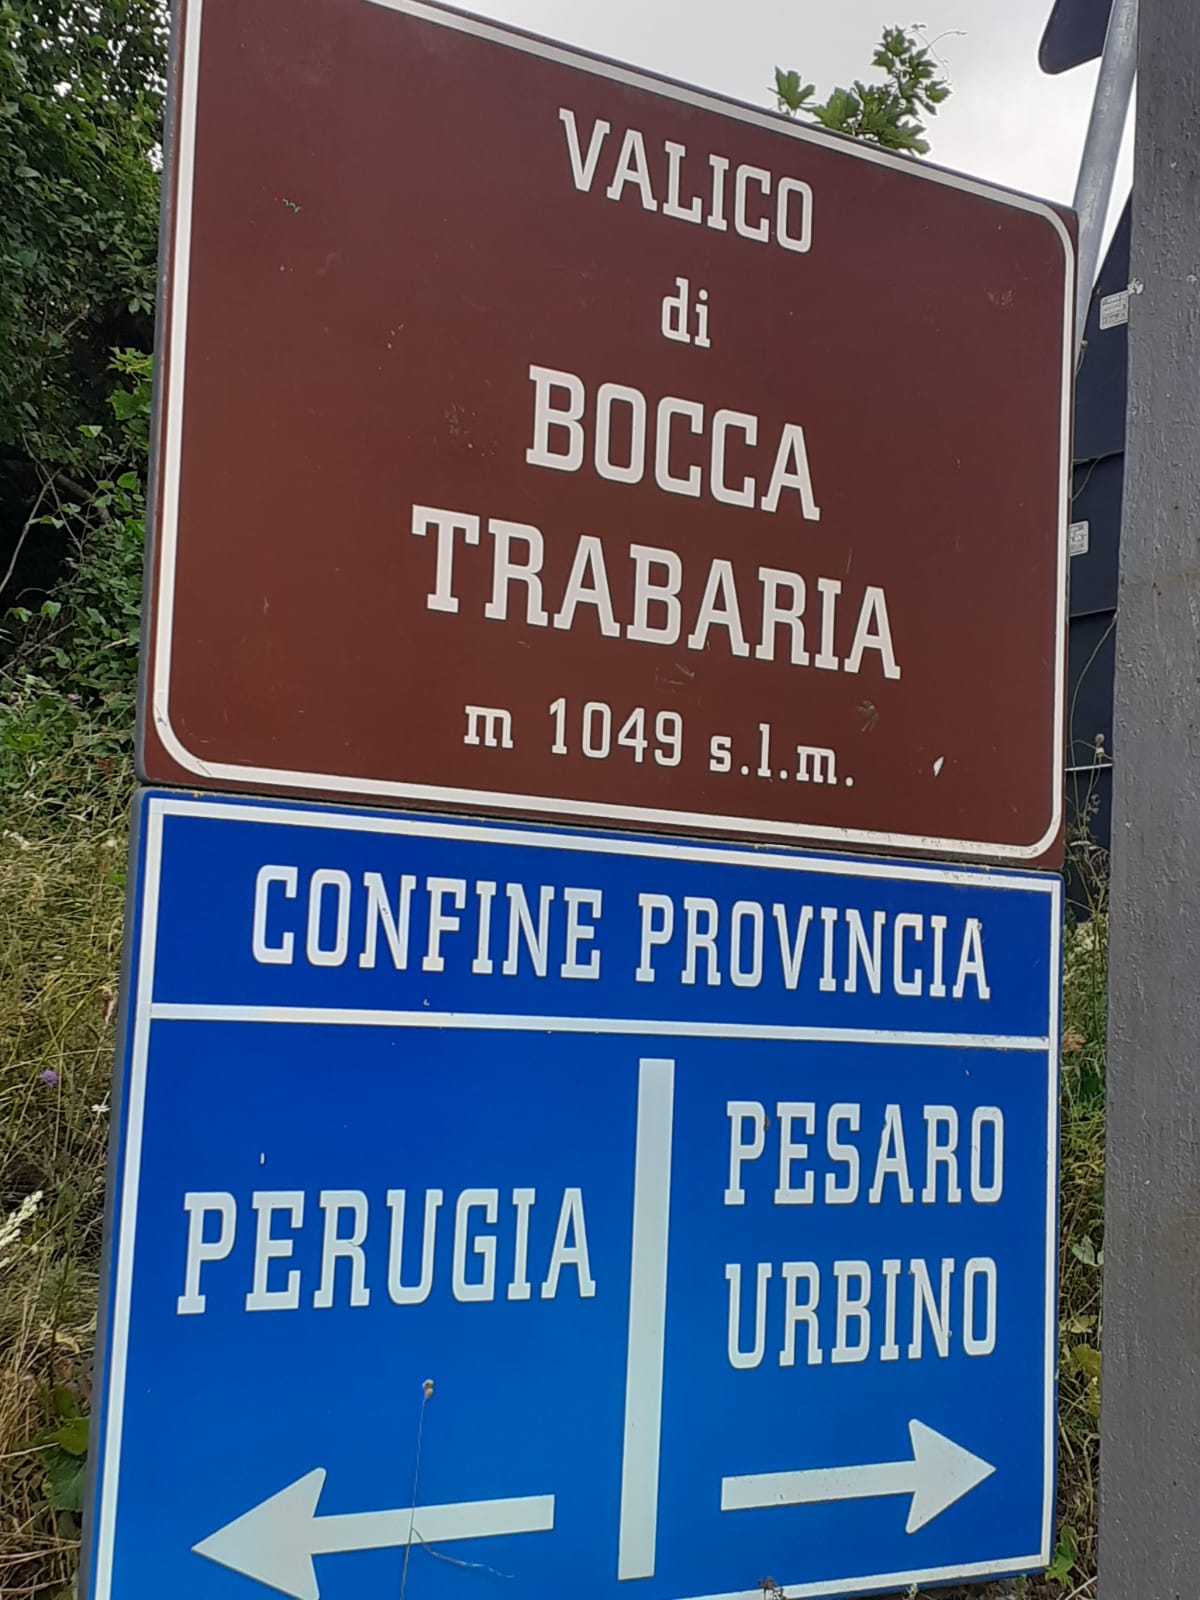 VALICO
di
BOCCA
TRABARIA
m 1049 s.l.m.
CONFINE PROVINCIA
PERUGIA
PESARO
URBINO